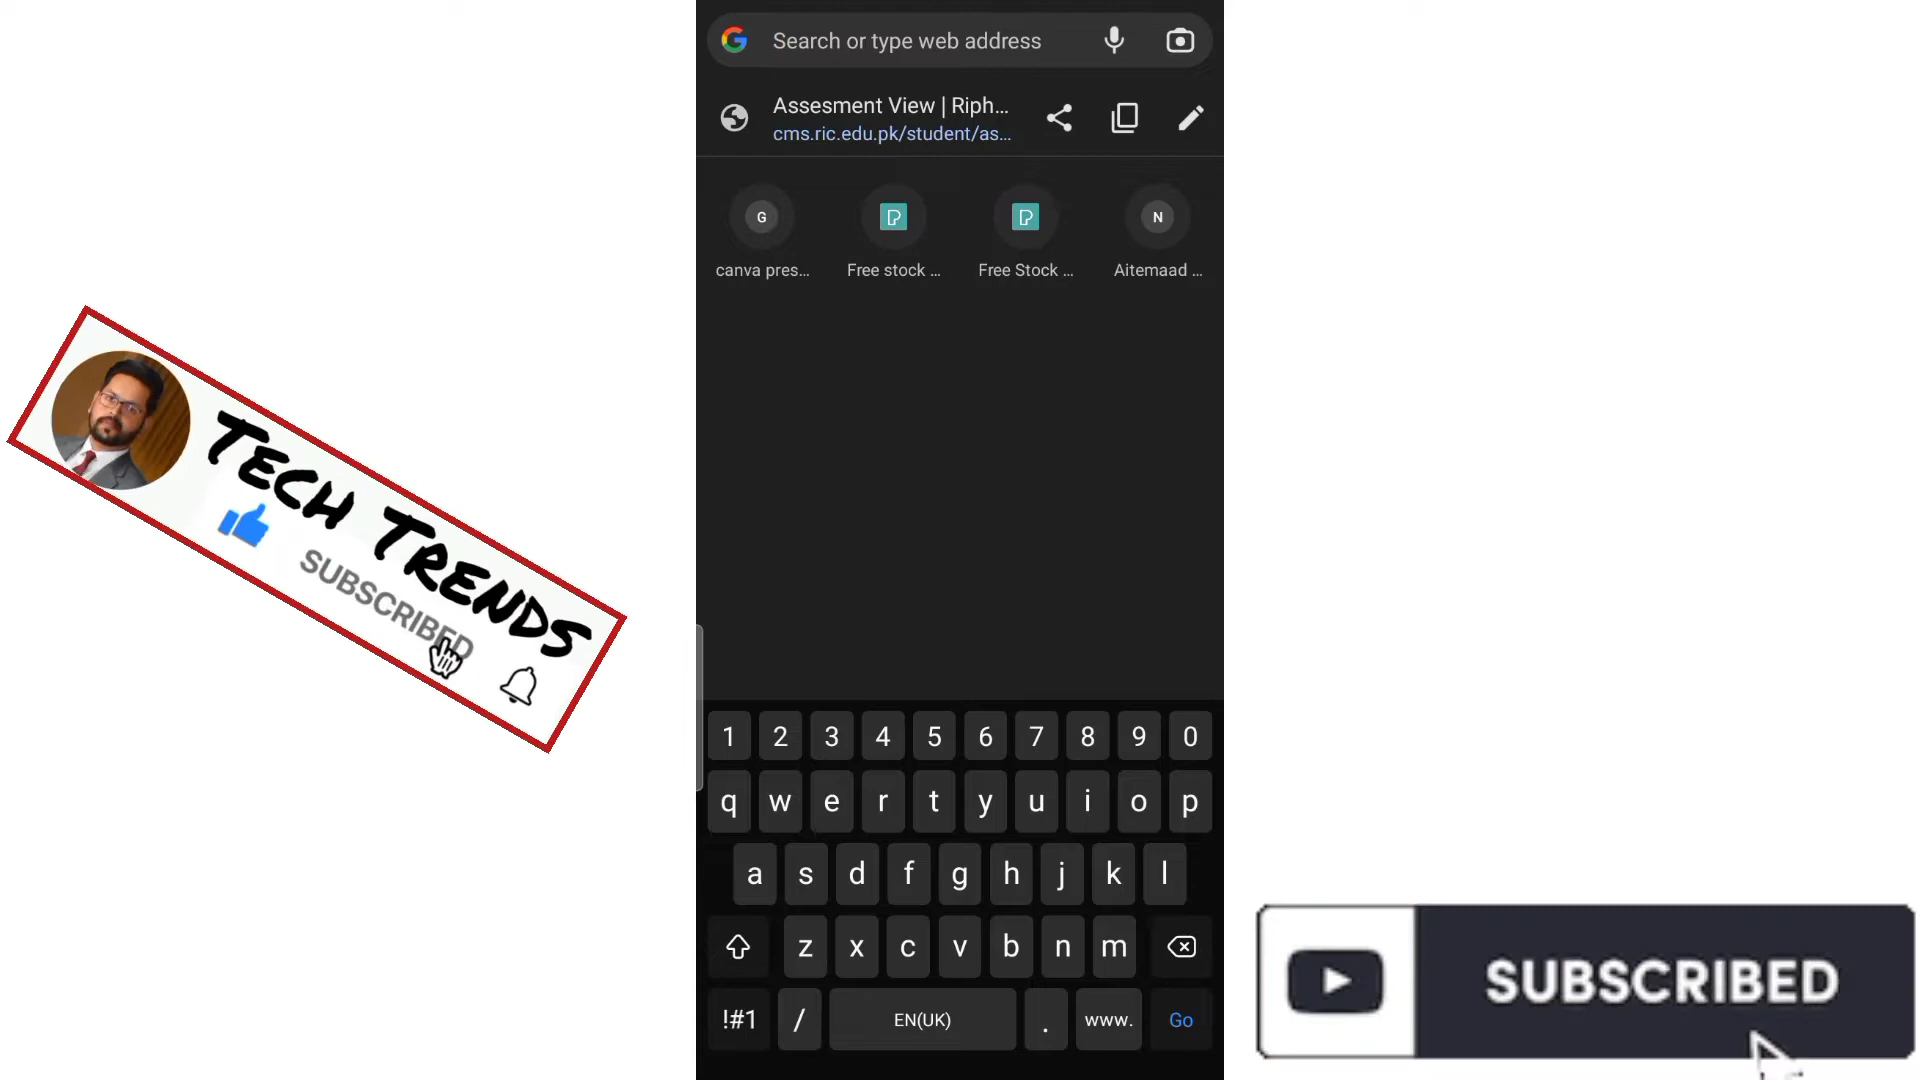 Search or type web address
Assesment View | Riph...
cms.ric.edu.pk/student/as...
G
N
canva pres...
Free stock ...
Free Stock ...
Aitemaad ...
TECH TRENDS
SUBSCRIBED
1 2 3 4 5 6 7 8 9 0
q w e r t y u i o p
a s d f g h j k l
z x c v b n m
!#1 / EN(UK) . www. Go
SUBSCRIBED